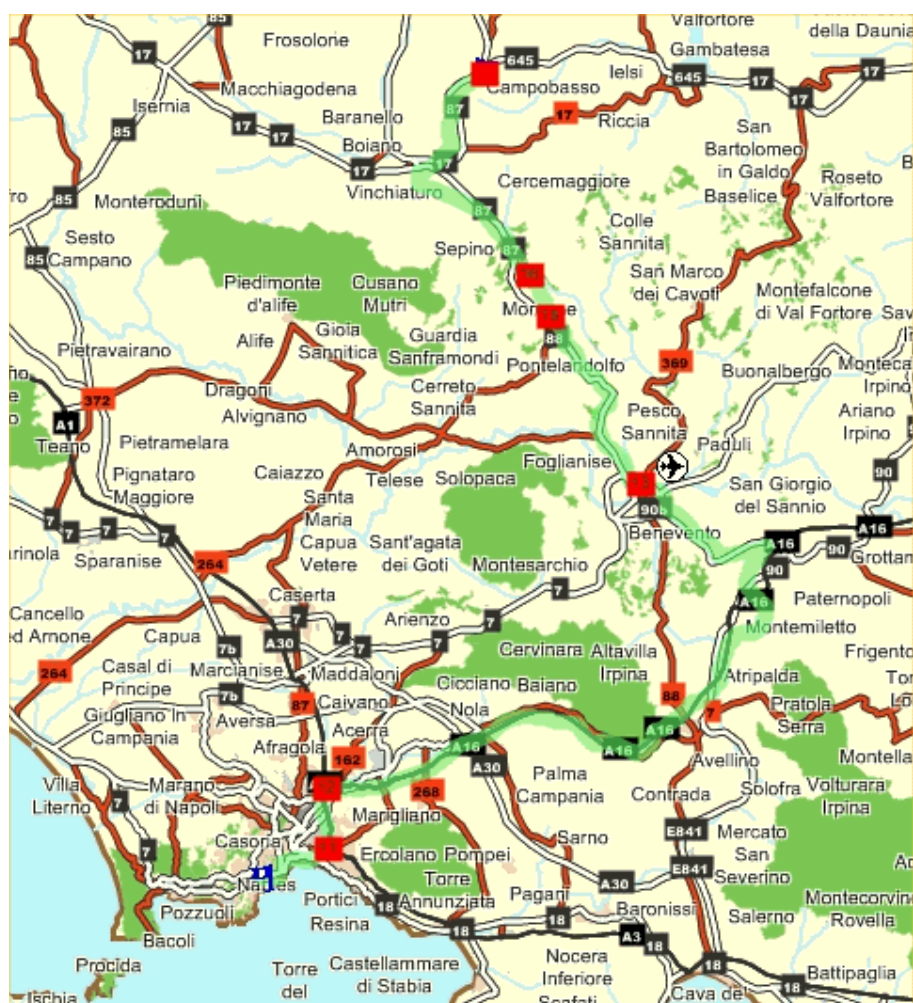 85
Valfortore
della Daunia
Frosolone
17
645
Gambatesa
Macchiagodena
Campobasso
Ielsi
645
17
17
Isernia
Baranello
87
17
Riccia
17
85
17
17
Boiano
17
17
San
Bartolomeo
in Galdo
Baselice
Roseto
Valfortore
Vinchiaturo
Cercemaggiore
85
Monteroduni
87
Colle
Sannita
Sesto
Campano
85
Sepino
87
San Marco
dei Cavoti
Piedimonte
d'alife
Cusano
Mutri
Montefalcone
di Val Fortore
Alife
Gioia
Sannitica
Guardia
Sanframondi
88
Pietravairano
Pontelandolfo
369
Buonalbergo
Dragoni
Cerreto
Sannita
372
Alvignano
Pesco
Sannita
Ariano
Irpino
A1
Teano
Pietramelara
Amorosi
Paduli
Pignataro
Maggiore
Caiazzo
Telese
Solopaca
Foglianise
90
San Giorgio
del Sannio
Santa
Maria
Capua
Vetere
90b
Benevento
A16
7
7
7
7
Sant'agata
dei Goti
A16
90
Sparanise
264
Montesarchio
90
Caserta
7
7
A16
Paternopoli
Cancello
ed Arnone
Capua
A30
7
7
Arienzo
7
Montemiletto
7b
Cervinara
Altavilla
Irpina
264
Casal di
Principe
Marcianise
Maddaloni
Cicciano
Baiano
88
Atripalda
7b
87
Caivano
7
Pratola
Serra
Giugliano In
Campania
Aversa
Nola
A16
Acerra
A16
A16
Afragola
162
A30
Avellino
Villa
Literno
Marano
di Napoli
268
Palma
Campania
Contrada
Solofra
Volturara
Irpina
7
Marigliano
E841
Mercato
San
Severino
7
Casoria
Sarno
Ercolano
Pompei
E841
Naples
Torre
Annunziata
A30
Portici
Resina
Pagani
Montecorvino
Rovella
Pozzuoli
18
18
Baronissi
Salerno
Bacoli
18
A3
18
Procida
18
Torre
del
Castellammare
di Stabia
Nocera
Inferiore
Battipaglia
Ischia
18
Cava de'